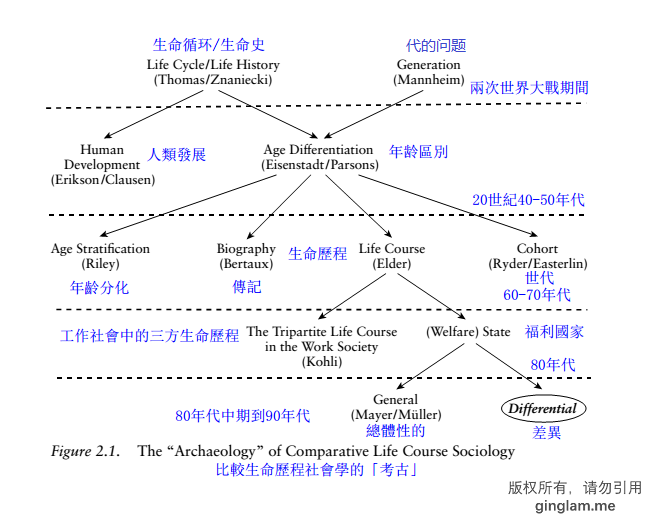 生命循环/生命史
代的问题
Life Cycle/Life History
(Thomas/Znaniecki)
Generation
(Mannheim)
兩次世界大戰期間
Human
Development
(Erikson/Clausen)
人類發展
Age Differentiation
(Eisenstadt/Parsons)
年齡區別
20世紀40-50年代
Age Stratification
(Riley)
年齡分化
Biography
(Bertaux)
傳記
生命歷程
Life Course
(Elder)
Cohort
(Ryder/Easterlin)
世代
60-70年代
工作社會中的三方生命歷程
The Tripartite Life Course
in the Work Society
(Kohli)
(Welfare) State
福利國家
80年代
80年代中期到90年代
General
(Mayer/Müller)
總體性的
Differential
差異
Figure 2.1. The “Archaeology” of Comparative Life Course Sociology
比較生命歷程社會學的「考古」
版权所有，请勿引用
ginglam.me